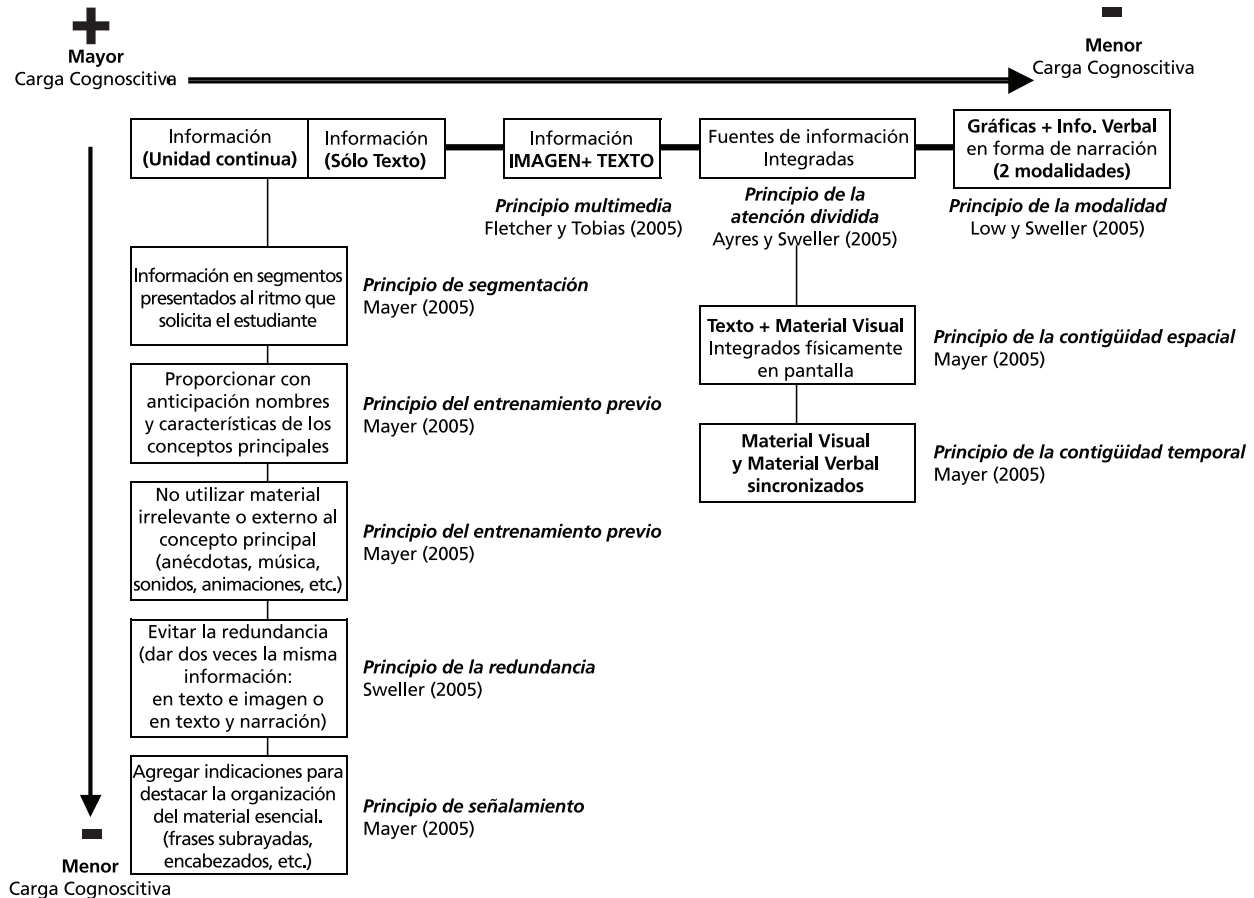 +
Mayor
Carga Cognoscitiva
-
Menor
Carga Cognoscitiva
Información
(Unidad continua)
Información
(Sólo Texto)
Información
IMAGEN+ TEXTO
Fuentes de información
Integradas
Gráficas + Info. Verbal
en forma de narración
(2 modalidades)
Principio multimedia
Fletcher y Tobias (2005)
Principio de la
atención dividida
Ayres y Sweller (2005)
Principio de la modalidad
Low y Sweller (2005)
Información en segmentos
presentados al ritmo que
solicita el estudiante
Principio de segmentación
Mayer (2005)
Texto + Material Visual
Integrados físicamente
en pantalla
Principio de la contigüidad espacial
Mayer (2005)
Proporcionar con
anticipación nombres
y características de los
conceptos principales
Principio del entrenamiento previo
Mayer (2005)
Material Visual
y Material Verbal
sincronizados
Principio de la contigüidad temporal
Mayer (2005)
No utilizar material
irrelevante o externo al
concepto principal
(anécdotas, música,
sonidos, animaciones, etc.)
Principio del entrenamiento previo
Mayer (2005)
Evitar la redundancia
(dar dos veces la misma
información:
en texto e imagen o
en texto y narración)
Principio de la redundancia
Sweller (2005)
Agregar indicaciones para
destacar la organización
del material esencial.
(frases subrayadas,
encabezados, etc.)
Principio de señalamiento
Mayer (2005)
-
Menor
Carga Cognoscitiva